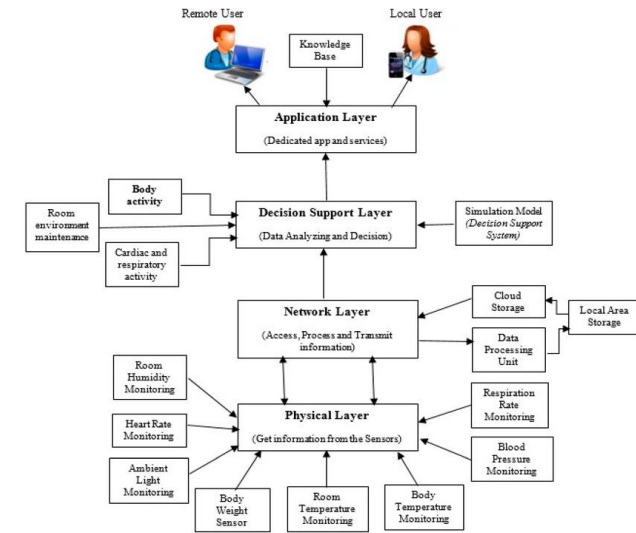 Remote User
Local User
Knowledge
Base
Application Layer
(Dedicated app and services)
Body
activity
Room
environment
maintenance
Cardiac and
respiratory
activity
Decision Support Layer
(Data Analyzing and Decision)
Simulation Model
(Decision Support
System)
Network Layer
(Access, Process and Transmit
information)
Cloud
Storage
Local Area
Storage
Data
Processing
Unit
Room
Humidity
Monitoring
Heart Rate
Monitoring
Ambient
Light Monitoring
Physical Layer
(Get information from the Sensors)
Respiration
Rate
Monitoring
Blood
Pressure
Monitoring
Body
Weight
Sensor
Room
Temperature
Monitoring
Body
Temperature
Monitoring